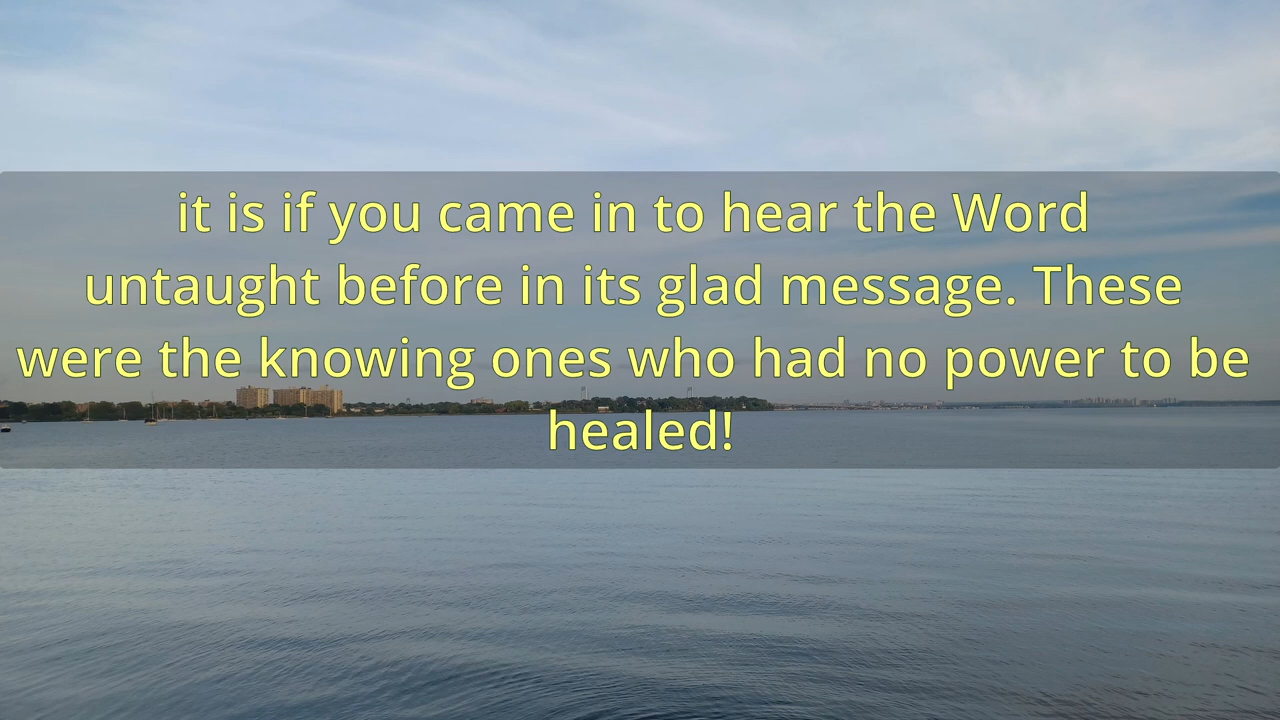 it is if you came in to hear the Word
untaught before in its glad message. These
were the knowing ones who had no power to be
healed!